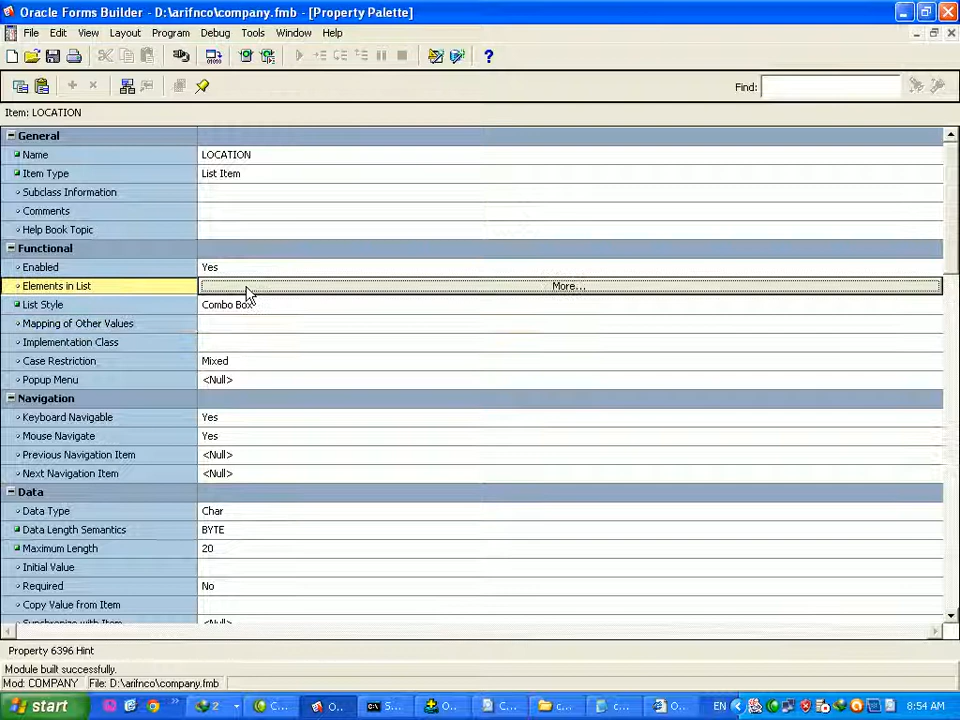 Oracle Forms Builder - D:\arifnco\company.fmb - [Property Palette]
File Edit View Layout Program Debug Tools Window Help
Find:
Item: LOCATION
General
Name LOCATION
Item Type List Item
Subclass Information
Comments
Help Book Topic
Functional
Enabled Yes
Elements in List More...
List Style Combo Box
Mapping of Other Values
Implementation Class
Case Restriction Mixed
Popup Menu <Null>
Navigation
Keyboard Navigable Yes
Mouse Navigate Yes
Previous Navigation Item <Null>
Next Navigation Item <Null>
Data
Data Type Char
Data Length Semantics BYTE
Maximum Length 20
Initial Value
Required No
Copy Value from Item
Synchronize with Item <Null>
Property 6396 Hint
Module built successfully.
Mod: COMPANY File: D:\arifnco\company.fmb
start 2 C... O... S... O... C... c... c... O... EN 8:54 AM